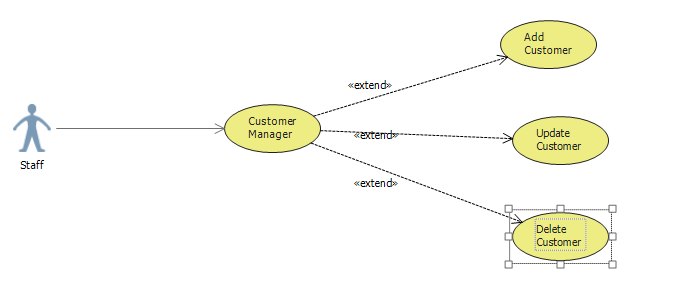 Add
Customer
«extend»
Customer
Manager
«extend»
Update
Customer
Staff
«extend»
Delete
Customer